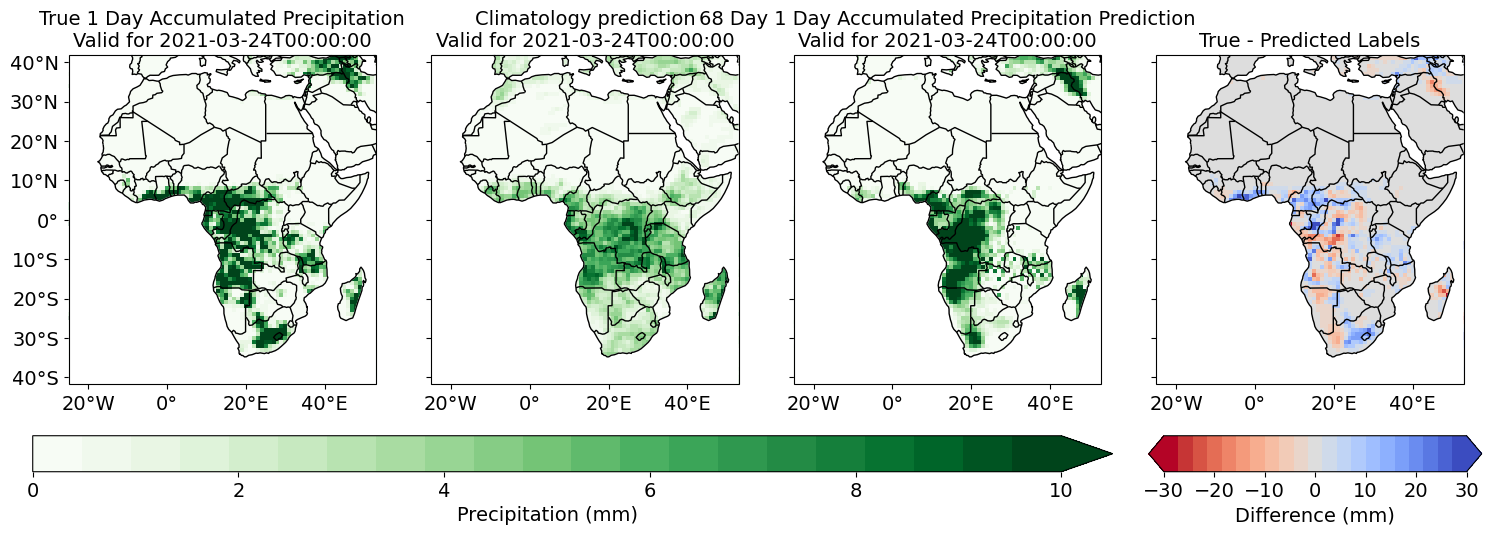 True 1 Day Accumulated Precipitation
Valid for 2021-03-24T00:00:00
Climatology prediction
Valid for 2021-03-24T00:00:00
68 Day 1 Day Accumulated Precipitation Prediction
Valid for 2021-03-24T00:00:00
True - Predicted Labels
40°N
30°N
20°N
10°N
0°
10°S
20°S
30°S
40°S
20°W 0° 20°E 40°E
20°W 0° 20°E 40°E
20°W 0° 20°E 40°E
20°W 0° 20°E 40°E
0 2 4 6 8 10
Precipitation (mm)
−30 −20 −10 0 10 20 30
Difference (mm)